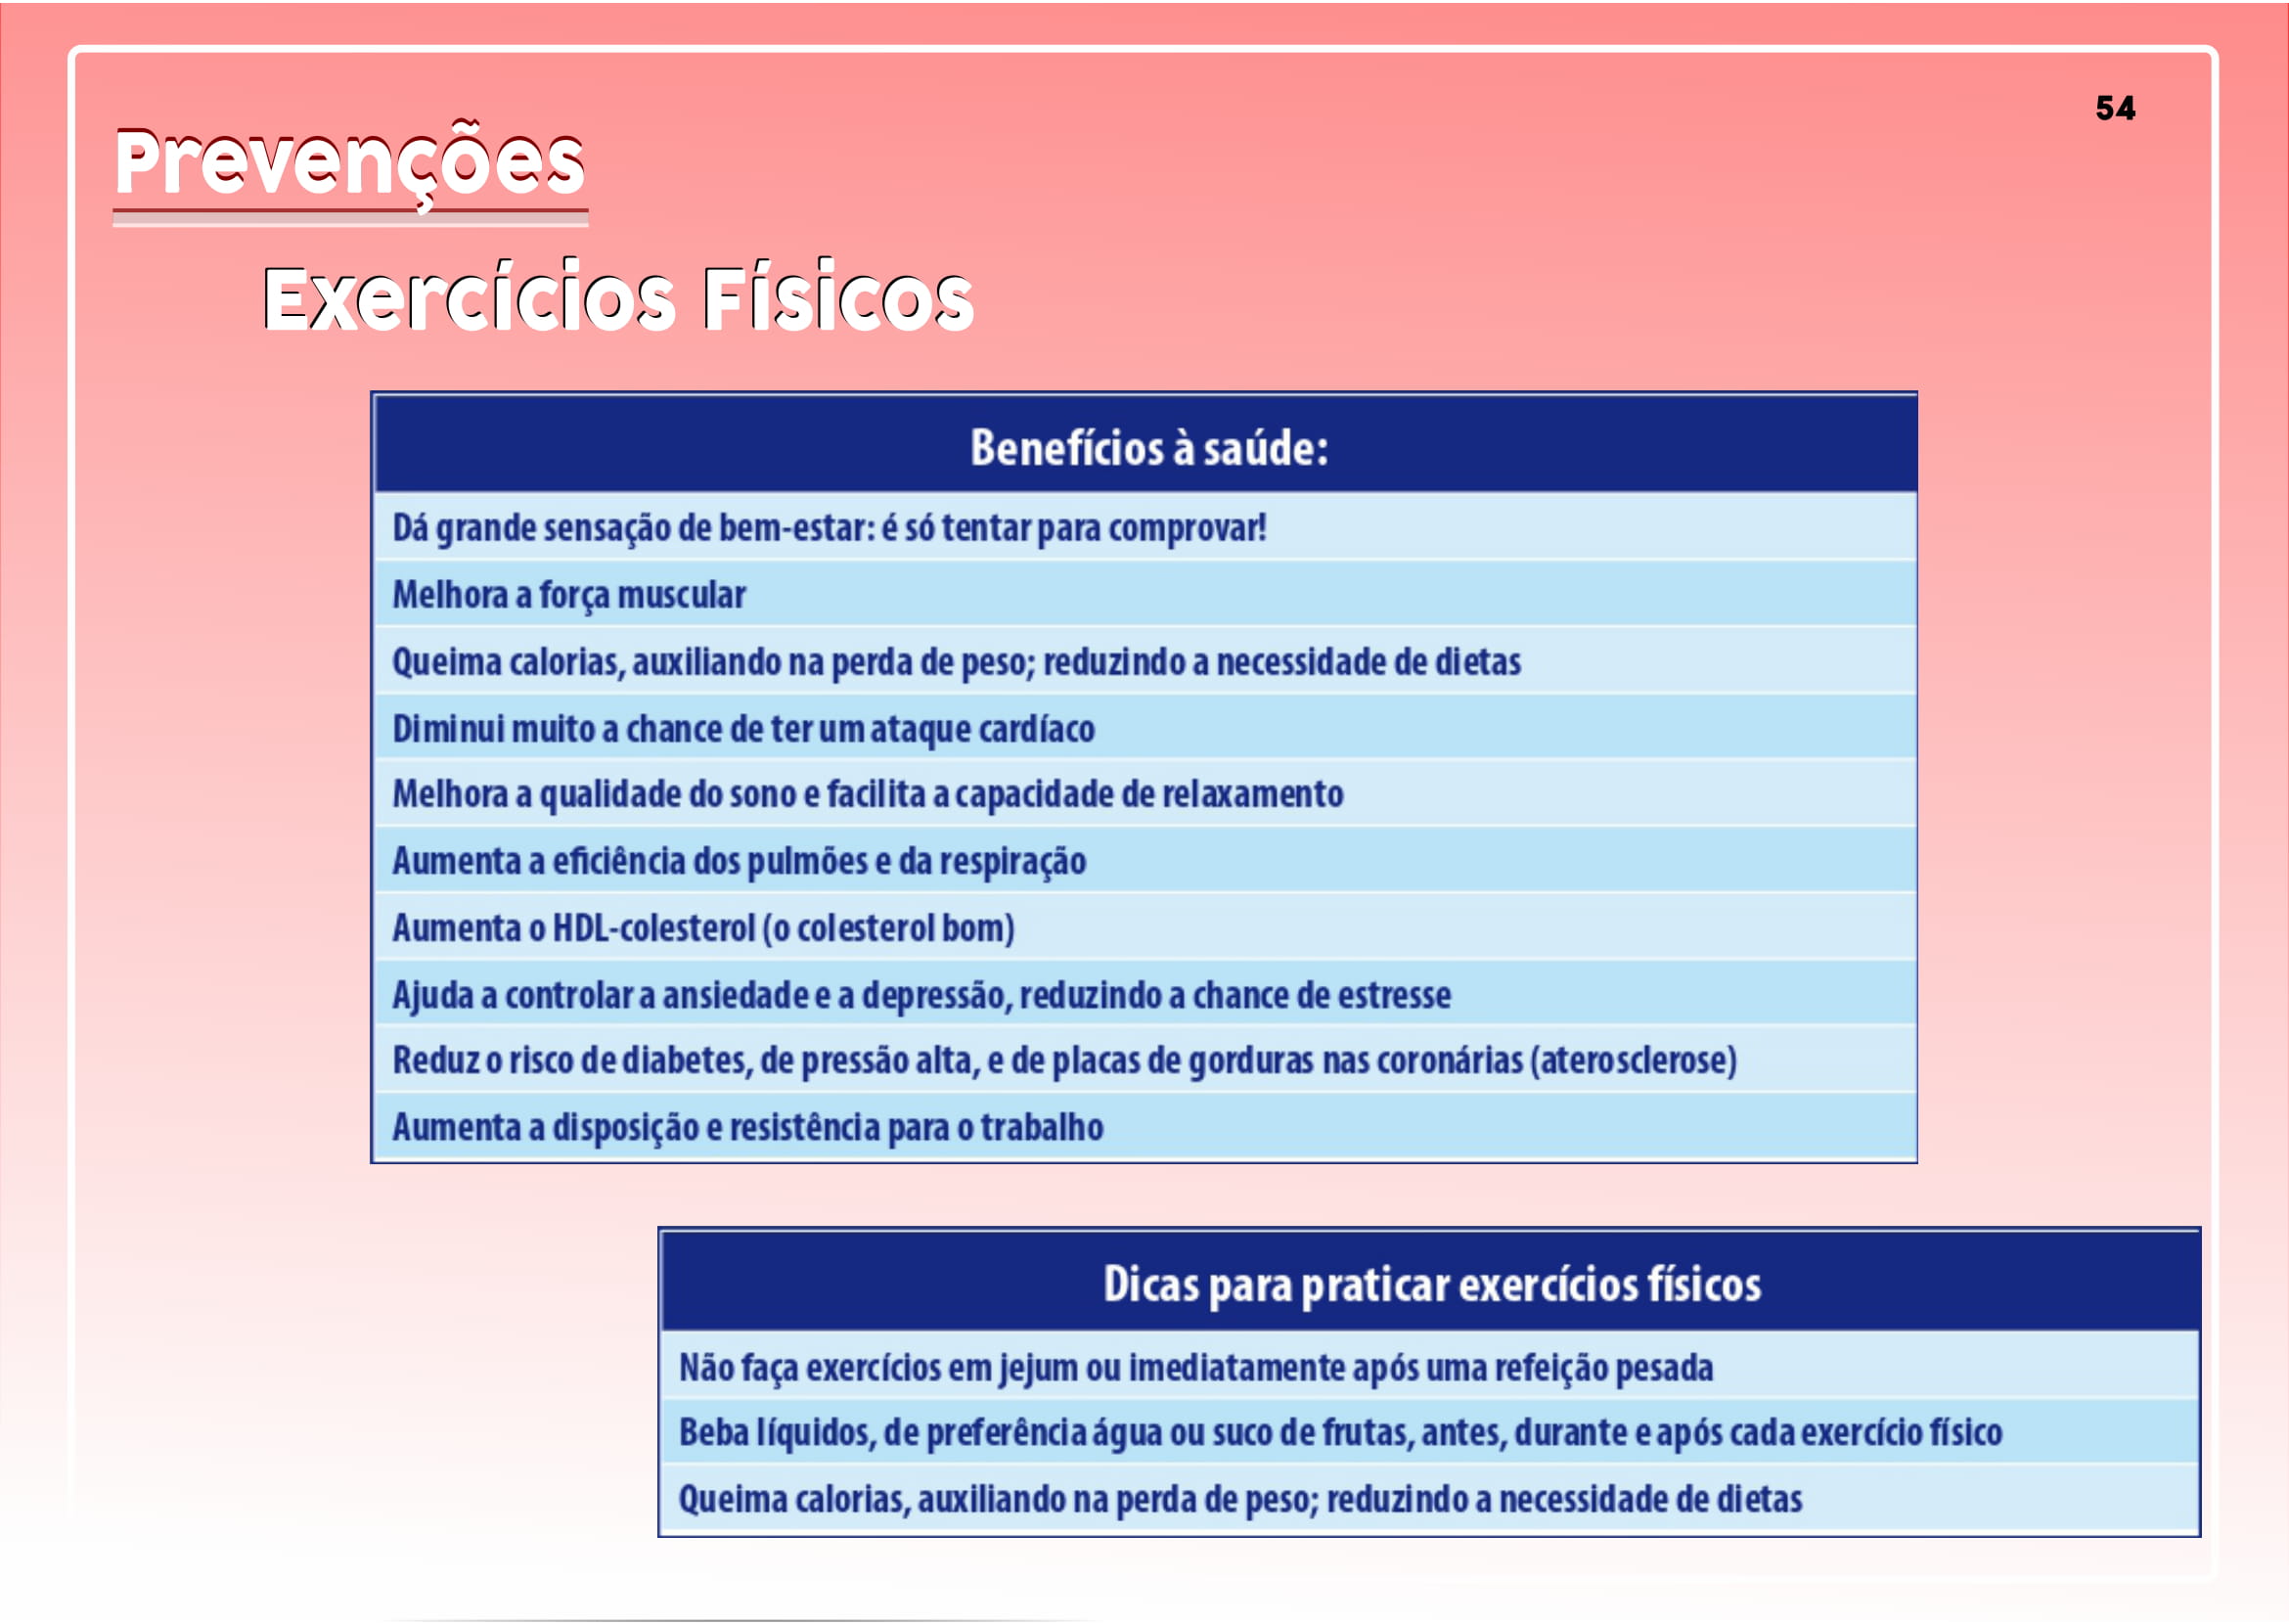 54
Prevenções
Exercícios Físicos
Benefícios à saúde:
Dá grande sensação de bem-estar: é só tentar para comprovar!
Melhora a força muscular
Queima calorias, auxiliando na perda de peso; reduzindo a necessidade de dietas
Diminui muito a chance de ter um ataque cardíaco
Melhora a qualidade do sono e facilita a capacidade de relaxamento
Aumenta a eficiência dos pulmões e da respiração
Aumenta o HDL-colesterol (o colesterol bom)
Ajuda a controlar a ansiedade e a depressão, reduzindo a chance de estresse
Reduz o risco de diabetes, de pressão alta, e de placas de gorduras nas coronárias (aterosclerose)
Aumenta a disposição e resistência para o trabalho
Dicas para praticar exercícios físicos
Não faça exercícios em jejum ou imediatamente após uma refeição pesada
Beba líquidos, de preferência água ou suco de frutas, antes, durante e após cada exercício físico
Queima calorias, auxiliando na perda de peso; reduzindo a necessidade de dietas